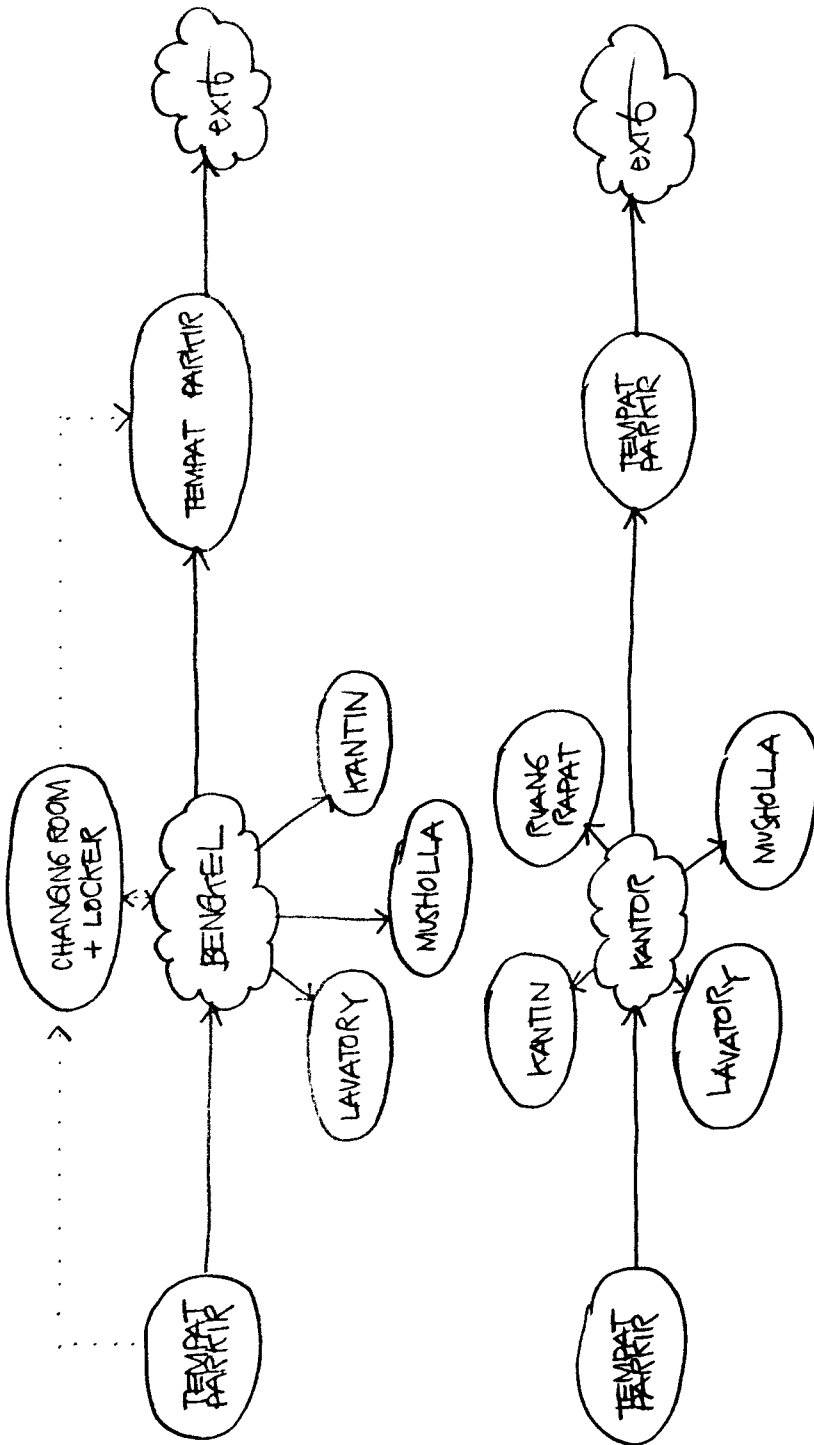 TEMPAT
PARKIR
CHANGING ROOM
+ LOCKER
BENGKEL
LAVATORY
MUSHOLLA
KANTIN
TEMPAT PARKIR
exit
TEMPAT
PARKIR
KANTOR
KANTIN
RUANG
RAPAT
LAVATORY
MUSHOLLA
TEMPAT
PARKIR
exit